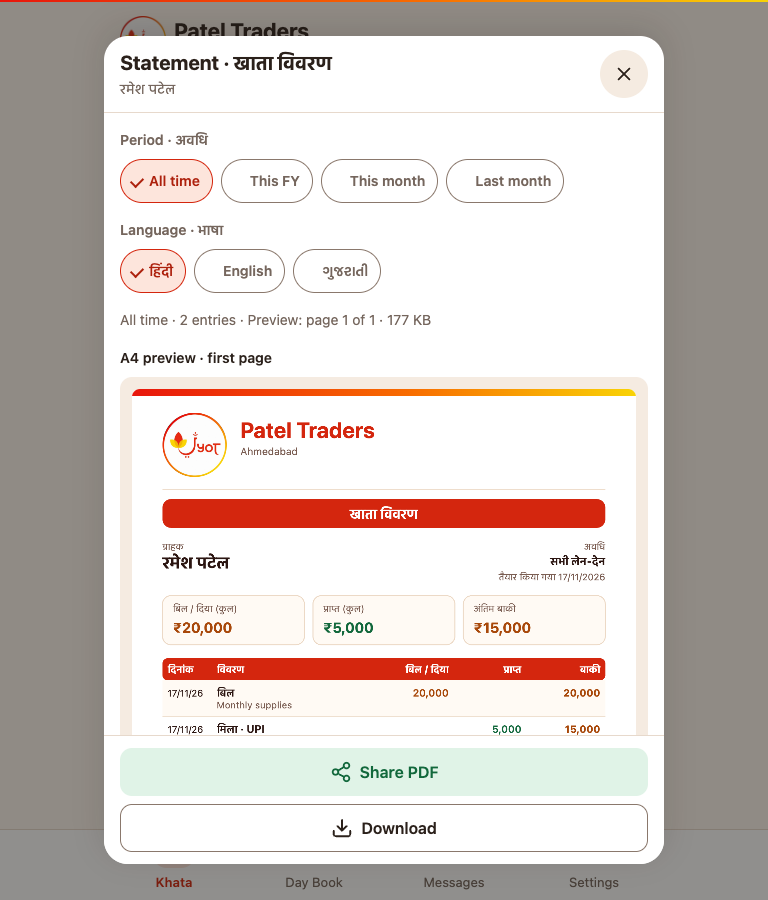 Patel Traders
Statement · खाता विवरण
रमेश पटेल
Period · अवधि
All time
This FY
This month
Last month
Language · भाषा
हिंदी
English
ગુજરાતી
All time · 2 entries · Preview: page 1 of 1 · 177 KB
A4 preview · first page
Jyot
Patel Traders
Ahmedabad
खाता विवरण
ग्राहक
रमेश पटेल
अवधि
सभी लेन-देन
तैयार किया गया 17/11/2026
बिल / दिया (कुल)
₹20,000
प्राप्त (कुल)
₹5,000
अंतिम बाकी
₹15,000
दिनांक विवरण बिल / दिया प्राप्त बाकी
17/11/26 बिल 20,000 20,000
Monthly supplies
17/11/26 मिला · UPI 5,000 15,000
Share PDF
Download
Khata
Day Book
Messages
Settings